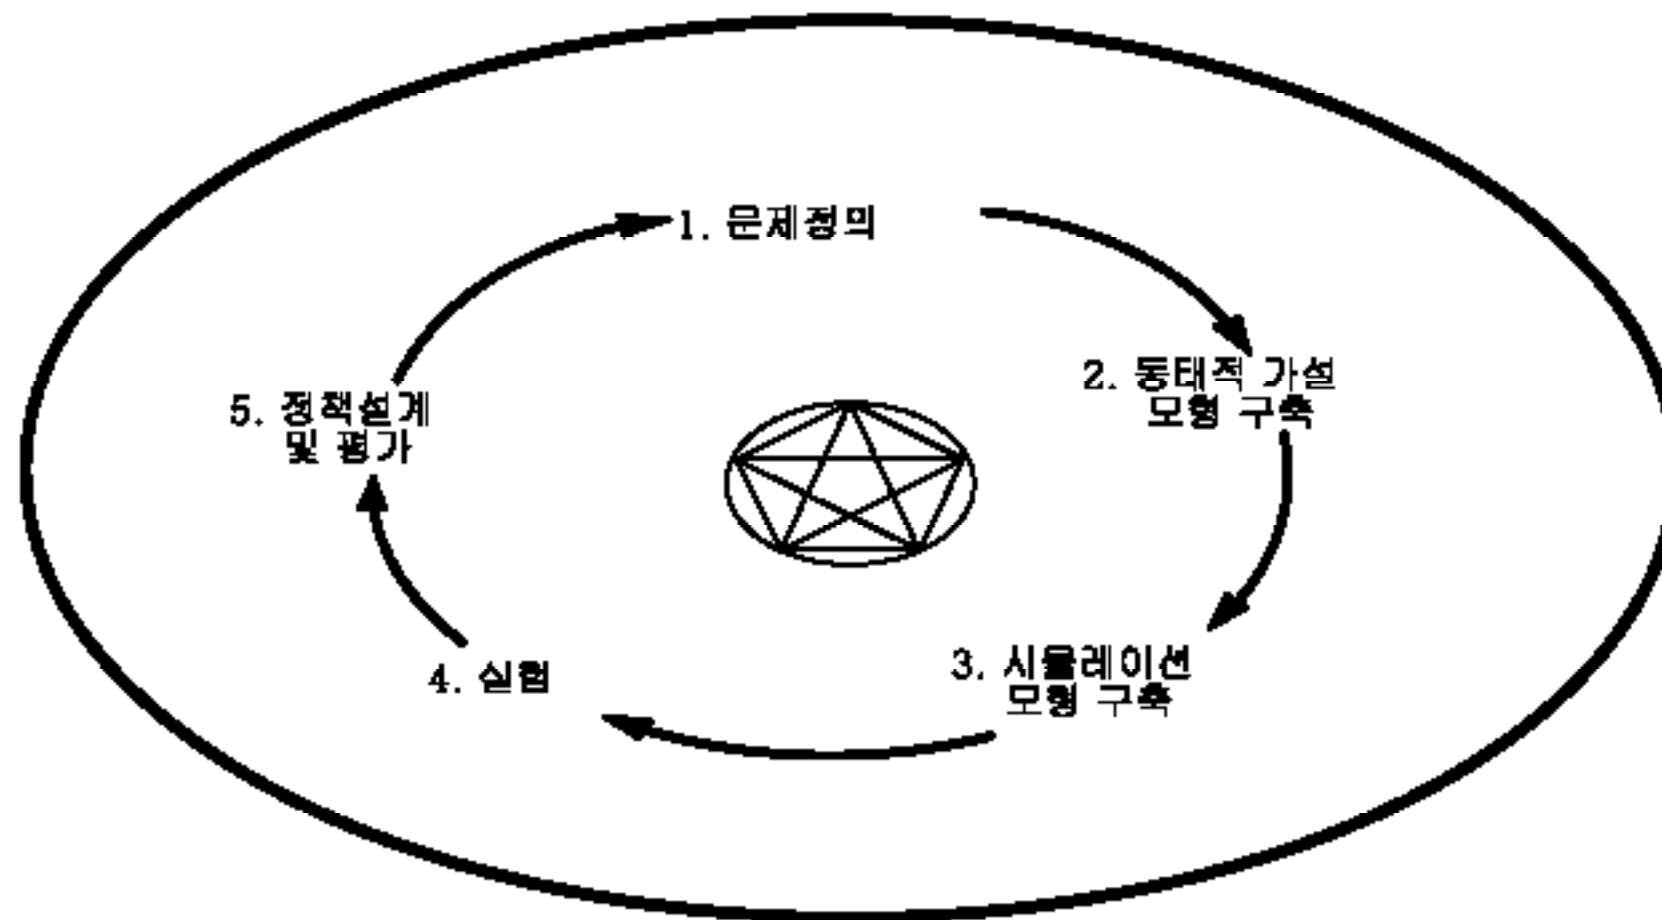 1. 문제정의
2. 동태적 가설
모형 구축
3. 시뮬레이션
모형 구축
4. 실험
5. 정책설계
및 평가